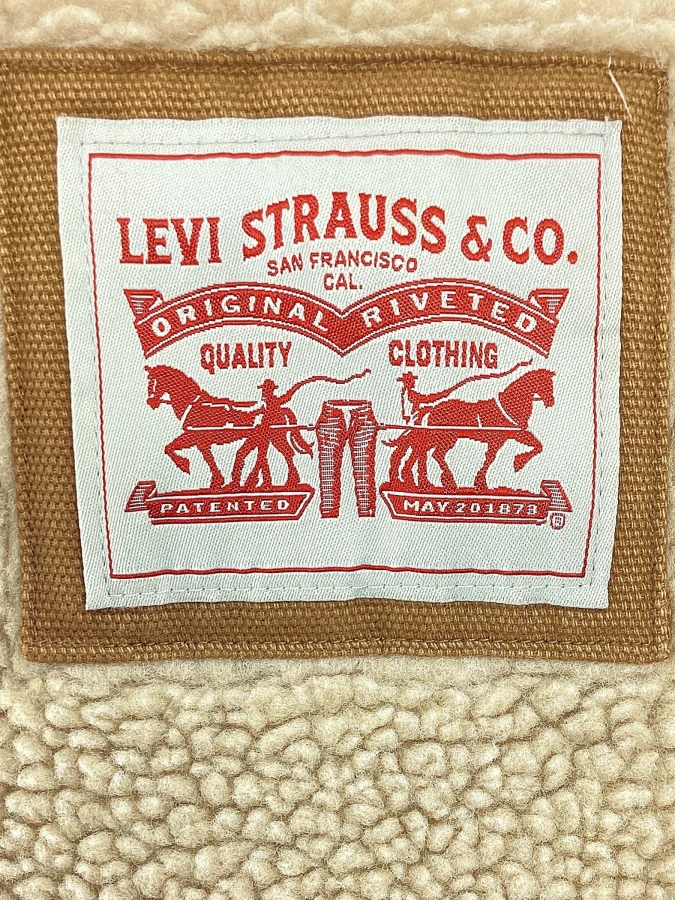 LEVI STRAUSS & CO.
SAN FRANCISCO
CAL.
ORIGINAL RIVETED
QUALITY CLOTHING
PATENTED MAY 20 1873 ®